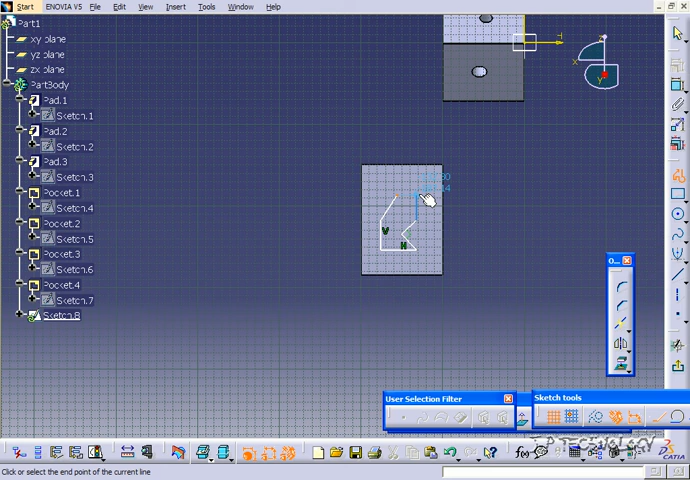 Start ENOVIA V5 File Edit View Insert Tools Window Help
Part1
xy plane
yz plane
zx plane
PartBody
Pad.1
Sketch.1
Pad.2
Sketch.2
Pad.3
Sketch.3
Pocket.1
Sketch.4
Pocket.2
Sketch.5
Pocket.3
Sketch.6
Pocket.4
Sketch.7
Sketch.8
V
H
x
y
O...
User Selection Filter
Sketch tools
TECHNOLOGY
CATIA
Click or select the end point of the current line